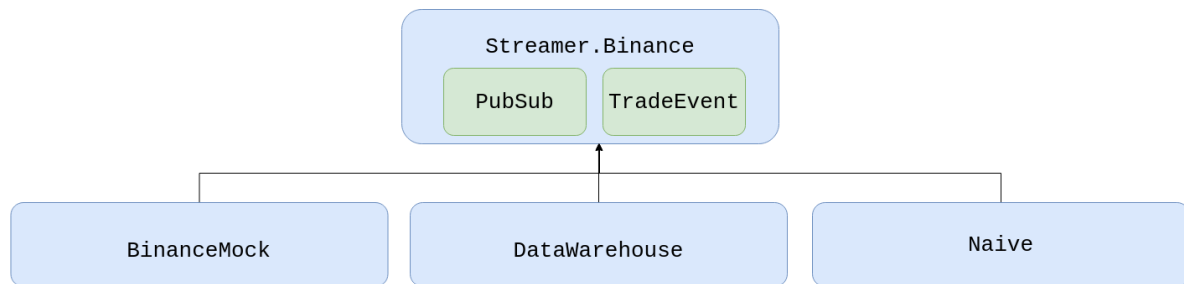 Streamer.Binance
PubSub
TradeEvent
BinanceMock
DataWarehouse
Naive